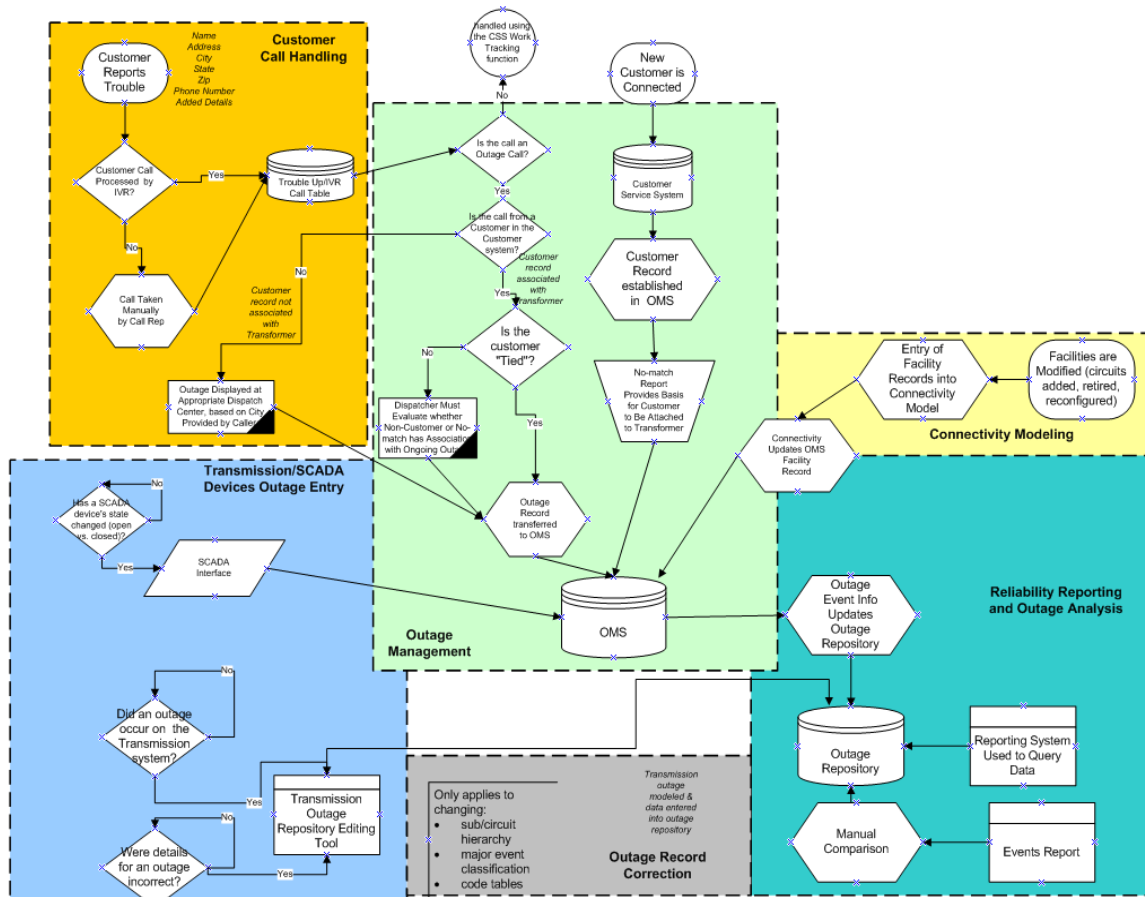 Customer
Call Handling
Name
Address
City
State
Zip
Phone Number
Added Details
Customer
Reports
Trouble
Customer Call
Processed by
IVR?
Yes
No
Trouble Up/IVR
Call Table
Call Taken
Manually
by Call Rep
Customer
record not
associated
with
Transformer
No
Outage Displayed at
Appropriate Dispatch
Center, based on City
Provided by Caller
handled using
the CSS Work
Tracking
function
No
Is the call an
Outage Call?
Yes
Is the call from a
Customer in the
Customer
system?
Customer
record
associated
with
Transformer
Yes
Is the
customer
"Tied"?
No
Yes
Dispatcher Must
Evaluate whether
Non-Customer or No-
match has Association
with Ongoing
Outage
Record
transferred
to OMS
New
Customer is
Connected
Customer
Service System
Customer
Record
established
in OMS
No-match
Report
Provides Basis
for Customer
to Be Attached
to Transformer
OMS
Outage
Management
Entry of
Facility
Records into
Connectivity
Model
Facilities are
Modified (circuits
added, retired,
reconfigured)
Connectivity Modeling
Connectivity
Updates OMS
Facility
Record
Transmission/SCADA
Devices Outage Entry
Has a SCADA
device's state
changed (open
vs. closed)?
No
Yes
SCADA
Interface
Did an outage
occur on the
Transmission
system?
No
Yes
Transmission
Outage
Repository Editing
Tool
Were details
for an outage
incorrect?
No
Yes
Only applies to
changing:
• sub/circuit
hierarchy
• major event
classification
• code tables
Transmission
outage
modeled &
data entered
into outage
repository
Outage Record
Correction
Outage
Event Info
Updates
Outage
Repository
Reliability Reporting
and Outage Analysis
Outage
Repository
Reporting System
Used to Query
Data
Manual
Comparison
Events Report